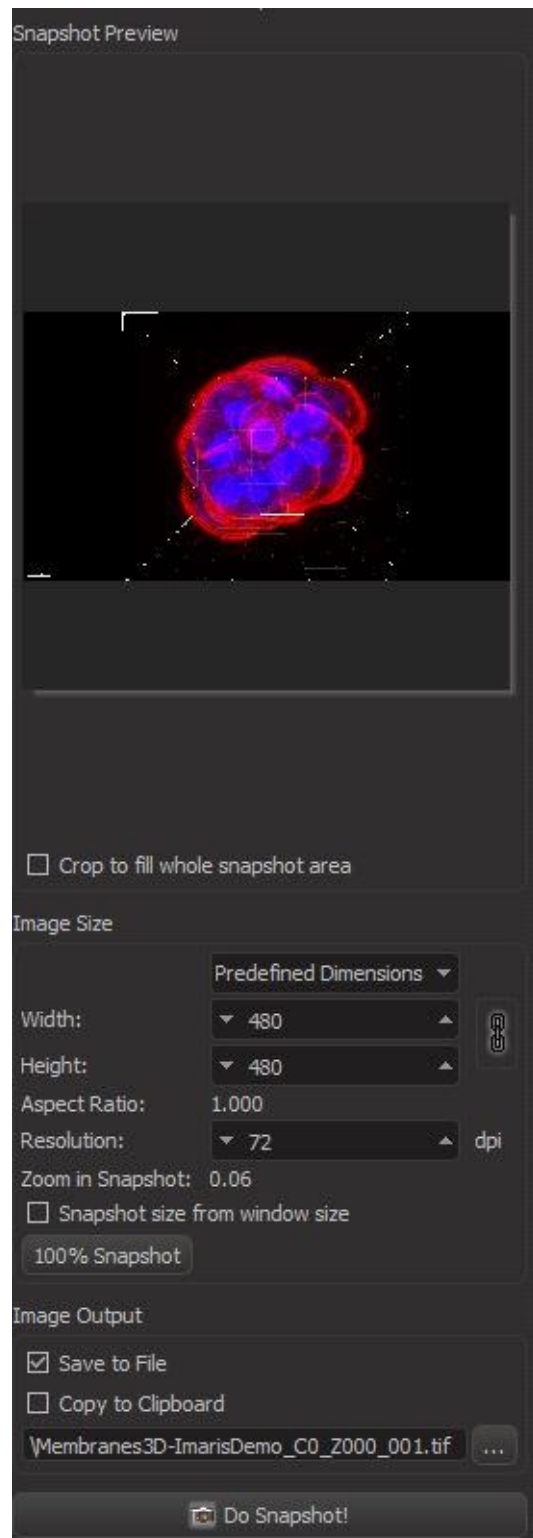 Snapshot Preview
Crop to fill whole snapshot area
Image Size
Predefined Dimensions
Width: 480
Height: 480
Aspect Ratio: 1.000
Resolution: 72 dpi
Zoom in Snapshot: 0.06
Snapshot size from window size
100% Snapshot
Image Output
Save to File
Copy to Clipboard
\Membranes3D-ImarisDemo_C0_Z000_001.tif ...
Do Snapshot!